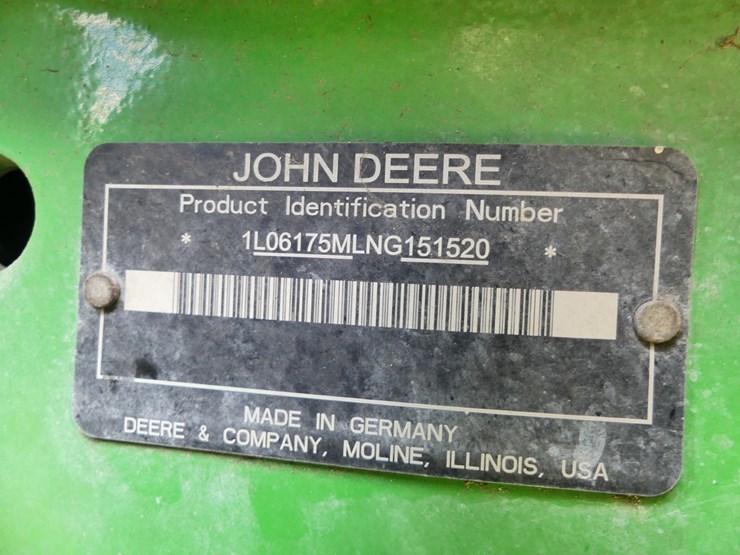 JOHN DEERE
Product Identification Number
* 1L06175MLNG151520 *
MADE IN GERMANY
DEERE & COMPANY, MOLINE, ILLINOIS, USA